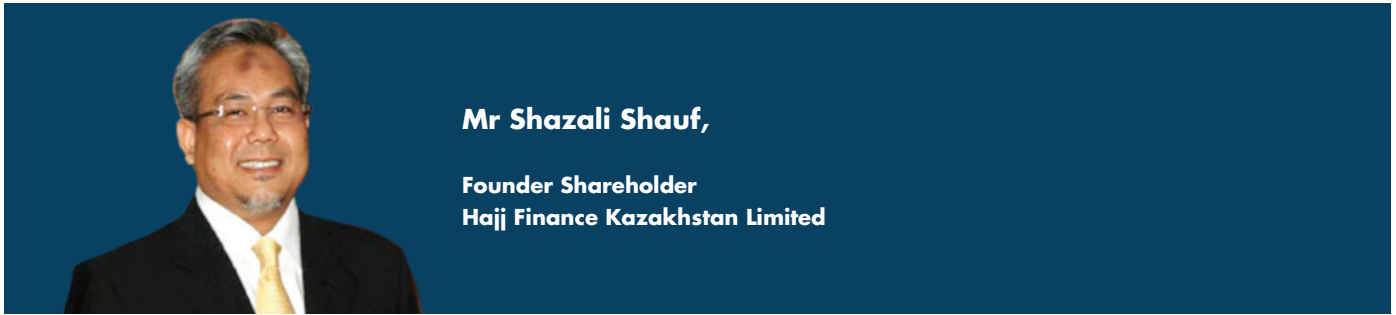 Mr Shazali Shauf,
Founder Shareholder
Hajj Finance Kazakhstan Limited